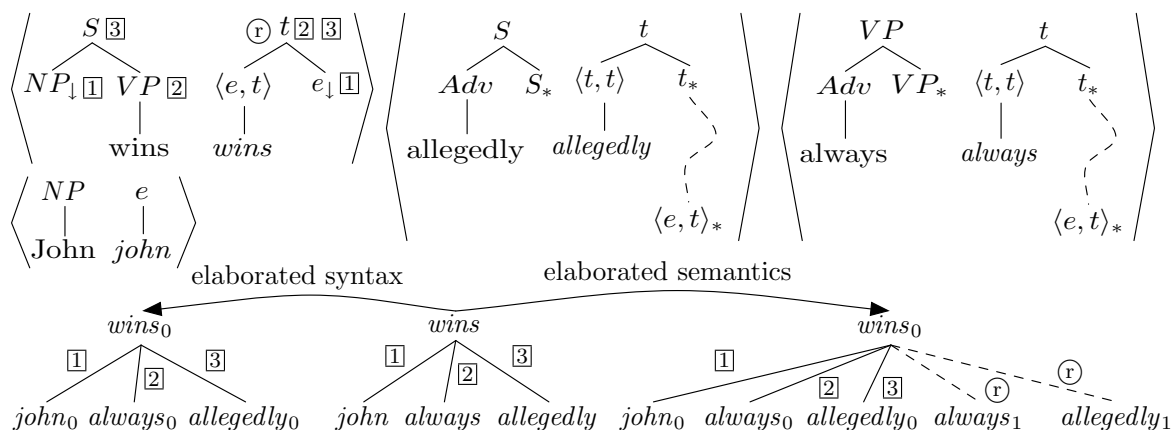 S 3 ⓡ t 2 3 S t VP t
NP↓ 1 VP 2 ⟨e, t⟩ e↓ 1 Adv S* ⟨t, t⟩ t* Adv VP* ⟨t, t⟩ t*
wins wins allegedly allegedly always always
NP e ⟨e, t⟩* ⟨e, t⟩*
John john
elaborated syntax elaborated semantics
wins₀ wins wins₀
1 2 3 1 2 3 1 2 3 ⓡ ⓡ
john₀ always₀ allegedly₀ john always allegedly john₀ always₀ allegedly₀ always₁ allegedly₁